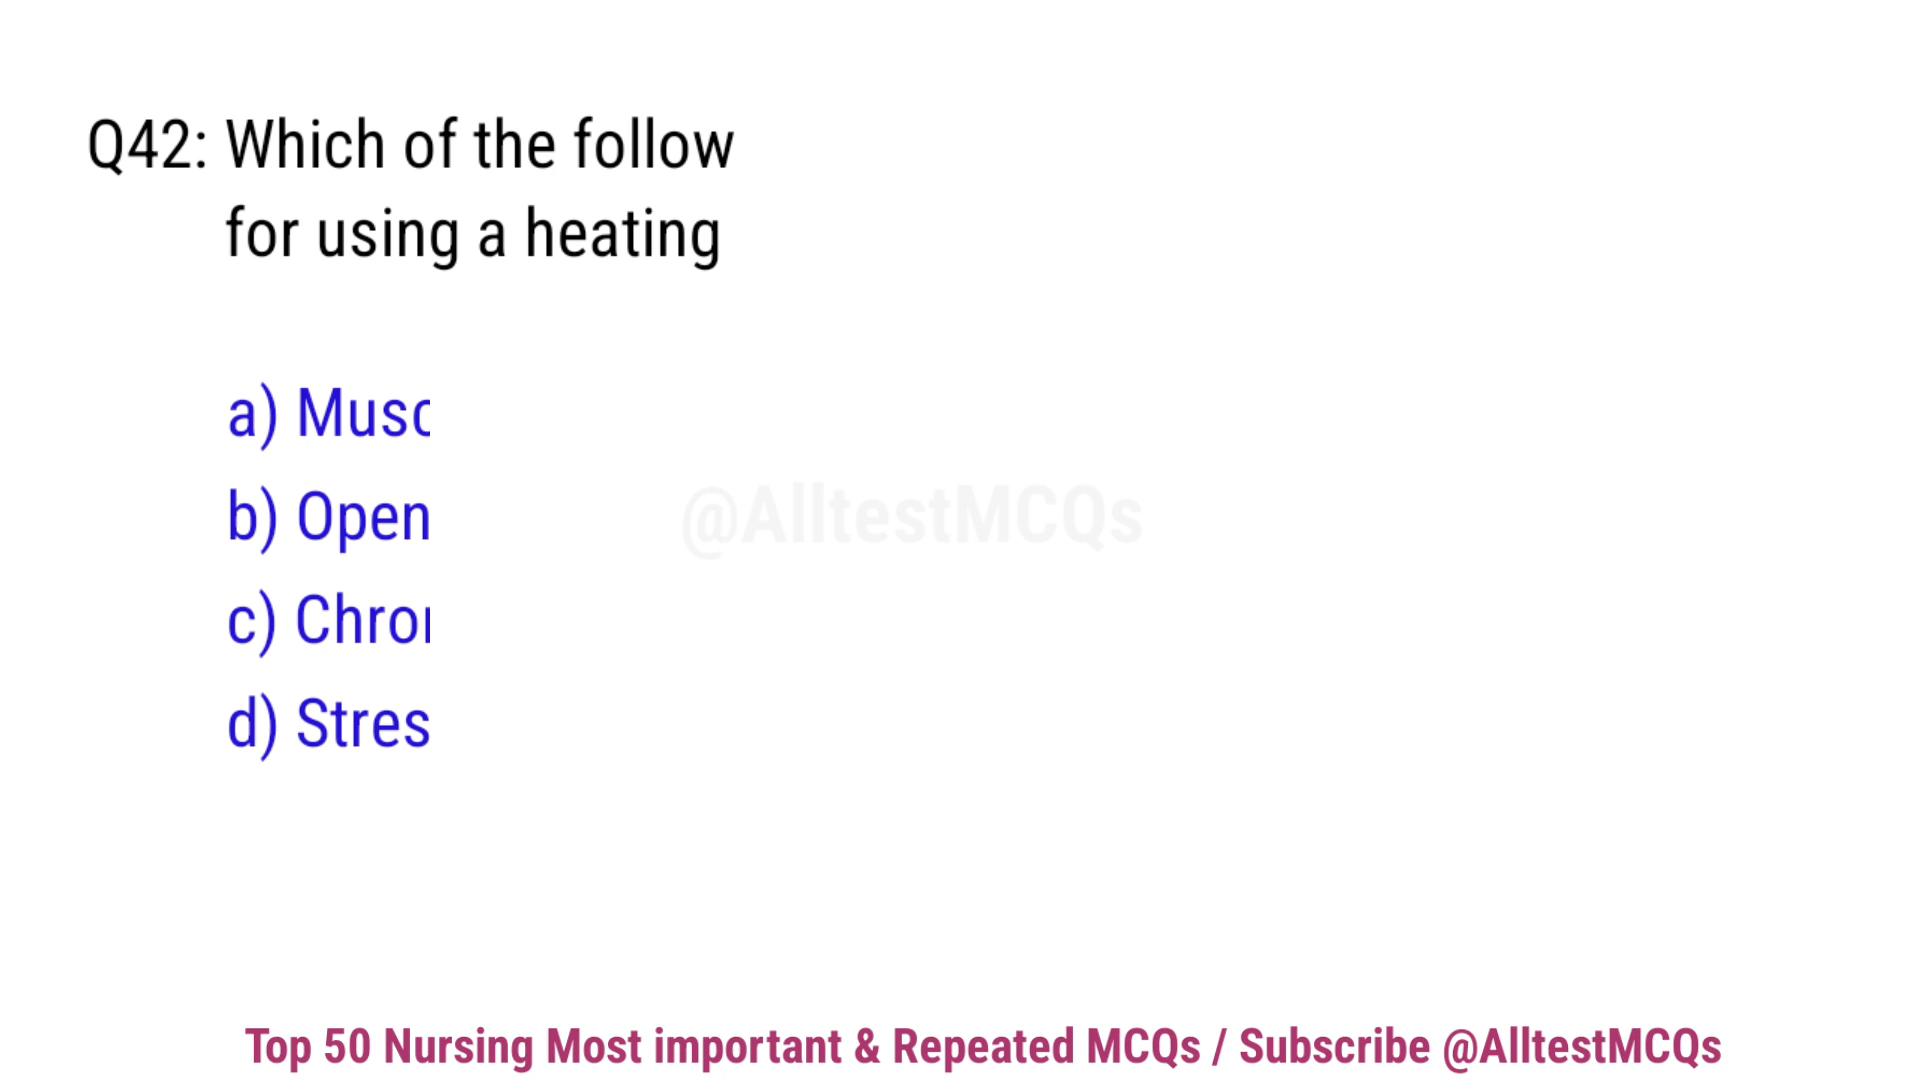 Q42: Which of the follow
for using a heating
a) Musc
b) Open
@AlltestMCQs
c) Chro
d) Stres
Top 50 Nursing Most important & Repeated MCQs / Subscribe @AlltestMCQs